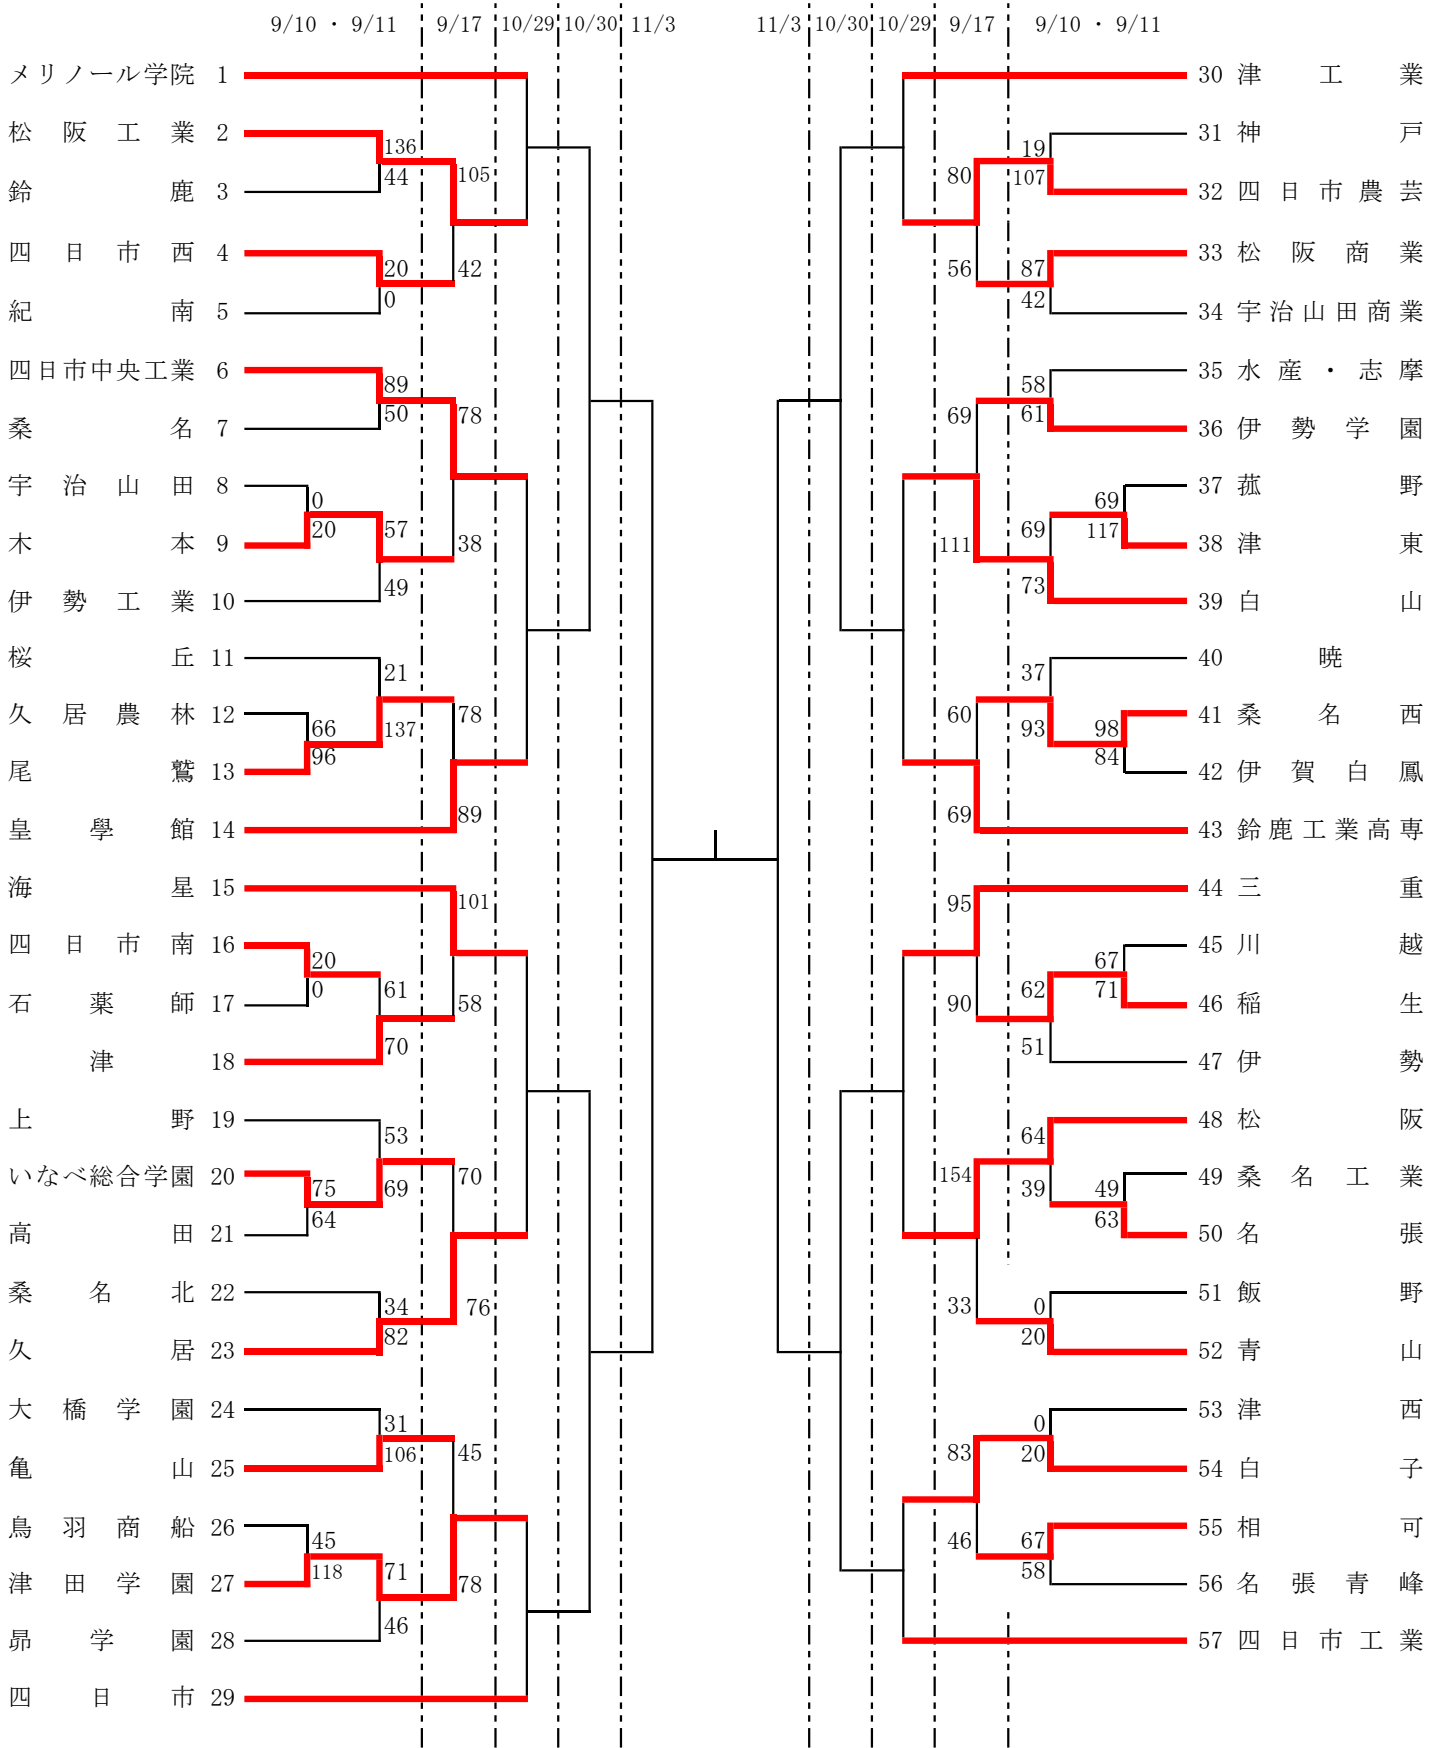 9/10 ・ 9/11 9/17 10/29 10/30 11/3 11/3 10/30 10/29 9/17 9/10 ・ 9/11
メリノール学院 1
松阪工業 2
136
44
鈴鹿 3
105
四日市西 4
42
20
0
紀南 5
四日市中央工業 6
89
50
78
桑名 7
宇治山田 8
0
20
57
38
木本 9
49
伊勢工業 10
桜丘 11
21
78
久居農林 12
66
96
137
尾鷲 13
89
皇學館 14
海星 15
101
四日市南 16
20
0
61
58
石薬師 17
70
津 18
上野 19
53
70
いなべ総合学園 20
75
64
69
高田 21
桑名北 22
34
82
76
久居 23
大橋学園 24
31
106
45
亀山 25
鳥羽商船 26
45
118
71
78
津田学園 27
46
昴学園 28
四日市 29
30 津工業
31 神戸
19
107
80
32 四日市農芸
33 松阪商業
56
87
42
34 宇治山田商業
35 水産・志摩
58
61
69
36 伊勢学園
37 菰野
69
117
69
111
38 津東
73
39 白山
40 暁
37
60
93
41 桑名西
98
84
42 伊賀白鳳
69
43 鈴鹿工業高専
44 三重
95
45 川越
67
71
62
90
46 稲生
51
47 伊勢
48 松阪
64
154
39
49 桑名工業
49
63
50 名張
51 飯野
33
0
20
52 青山
53 津西
0
20
83
54 白子
55 相可
46
67
58
56 名張青峰
57 四日市工業